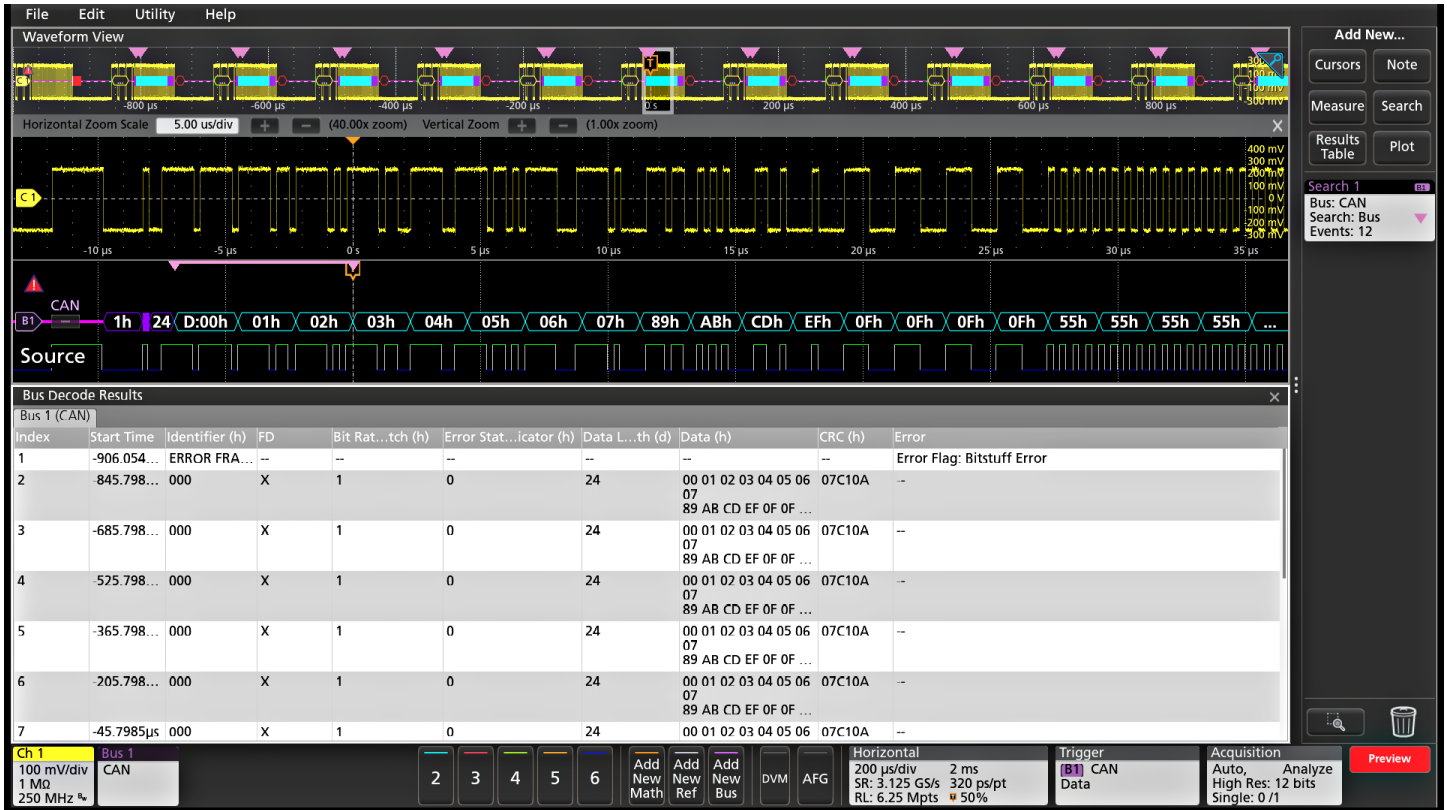 File Edit Utility Help
Waveform View
-800 µs -600 µs -400 µs -200 µs 0 s 200 µs 400 µs 600 µs 800 µs
Horizontal Zoom Scale 5.00 us/div + − (40.00x zoom) Vertical Zoom + − (1.00x zoom) X
400 mV
300 mV
200 mV
100 mV
C 1 0 V
-100 mV
-200 mV
-300 mV
-10 µs -5 µs 0 s 5 µs 10 µs 15 µs 20 µs 25 µs 30 µs 35 µs
CAN
B1 1h 24 D:00h 01h 02h 03h 04h 05h 06h 07h 89h ABh CDh EFh 0Fh 0Fh 0Fh 0Fh 55h 55h 55h 55h ...
Source
Bus Decode Results
Bus 1 (CAN)
Index Start Time Identifier (h) FD Bit Rat...tch (h) Error Stat...icator (h) Data L...th (d) Data (h) CRC (h) Error
1 -906.054... ERROR FRA... -- -- -- -- -- -- Error Flag: Bitstuff Error
2 -845.798... 000 X 1 0 24 00 01 02 03 04 05 06 07C10A --
07
89 AB CD EF 0F 0F ...
3 -685.798... 000 X 1 0 24 00 01 02 03 04 05 06 07C10A --
07
89 AB CD EF 0F 0F ...
4 -525.798... 000 X 1 0 24 00 01 02 03 04 05 06 07C10A --
07
89 AB CD EF 0F 0F ...
5 -365.798... 000 X 1 0 24 00 01 02 03 04 05 06 07C10A --
07
89 AB CD EF 0F 0F ...
6 -205.798... 000 X 1 0 24 00 01 02 03 04 05 06 07C10A --
07
89 AB CD EF 0F 0F ...
7 -45.7985µs 000 X 1 0 24 00 01 02 03 04 05 06 07C10A --
Add New...
Cursors Note
Measure Search
Results Table Plot
Search 1 B1
Bus: CAN
Search: Bus
Events: 12
Ch 1
100 mV/div
1 MΩ
250 MHz
Bus 1
CAN
2 3 4 5 6
Add New Math
Add New Ref
Add New Bus
DVM AFG
Horizontal
200 µs/div 2 ms
SR: 3.125 GS/s 320 ps/pt
RL: 6.25 Mpts 50%
Trigger
B1 CAN
Data
Acquisition
Auto, Analyze
High Res: 12 bits
Single: 0 /1
Preview